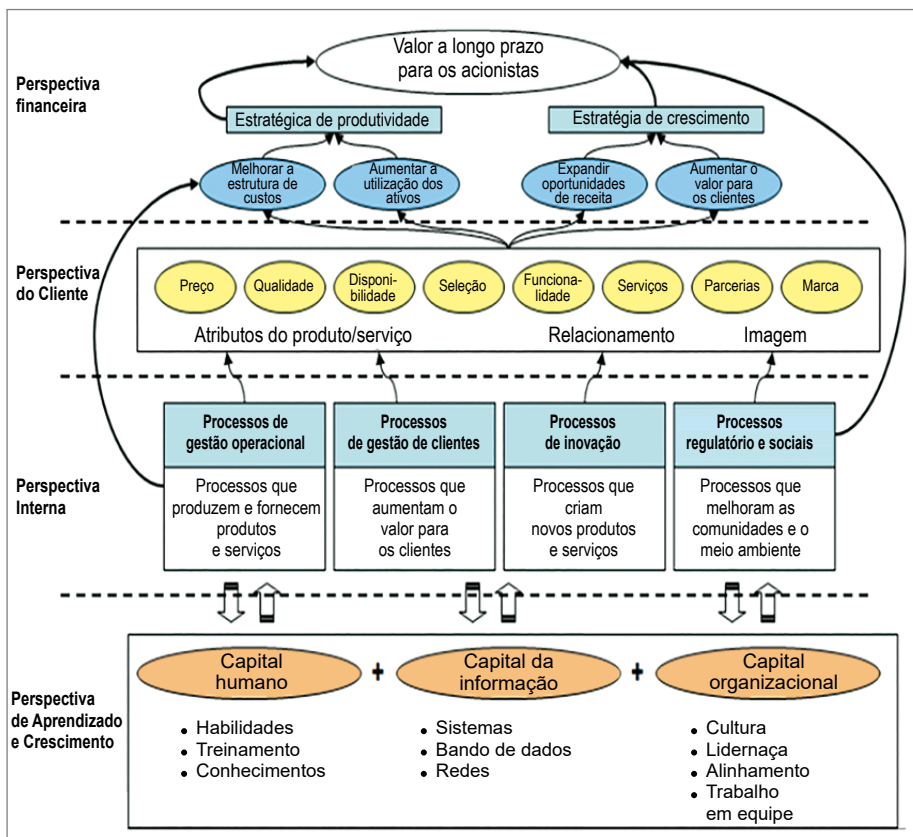 Valor a longo prazo
para os acionistas
Perspectiva
financeira
Estratégica de produtividade
Estratégia de crescimento
Melhorar a
estrutura de
custos
Aumentar a
utilização dos
ativos
Expandir
oportunidades
de receita
Aumentar o
valor para
os clientes
Perspectiva
do Cliente
Preço
Qualidade
Disponi-
bilidade
Seleção
Funciona-
lidade
Serviços
Parcerias
Marca
Atributos do produto/serviço
Relacionamento
Imagem
Perspectiva
Interna
Processos de
gestão operacional
Processos que
produzem e fornecem
produtos
e serviços
Processos
de gestão de clientes
Processos que
aumentam o
valor para
os clientes
Processos
de inovação
Processos que
criam
novos produtos
e serviços
Processos
regulatório e sociais
Processos que
melhoram as
comunidades e o
meio ambiente
Perspectiva
de Aprendizado
e Crescimento
Capital
humano
+
Capital da
informação
+
Capital
organizacional
• Habilidades
• Treinamento
• Conhecimentos
• Sistemas
• Bando de dados
• Redes
• Cultura
• Lidernaça
• Alinhamento
• Trabalho
em equipe